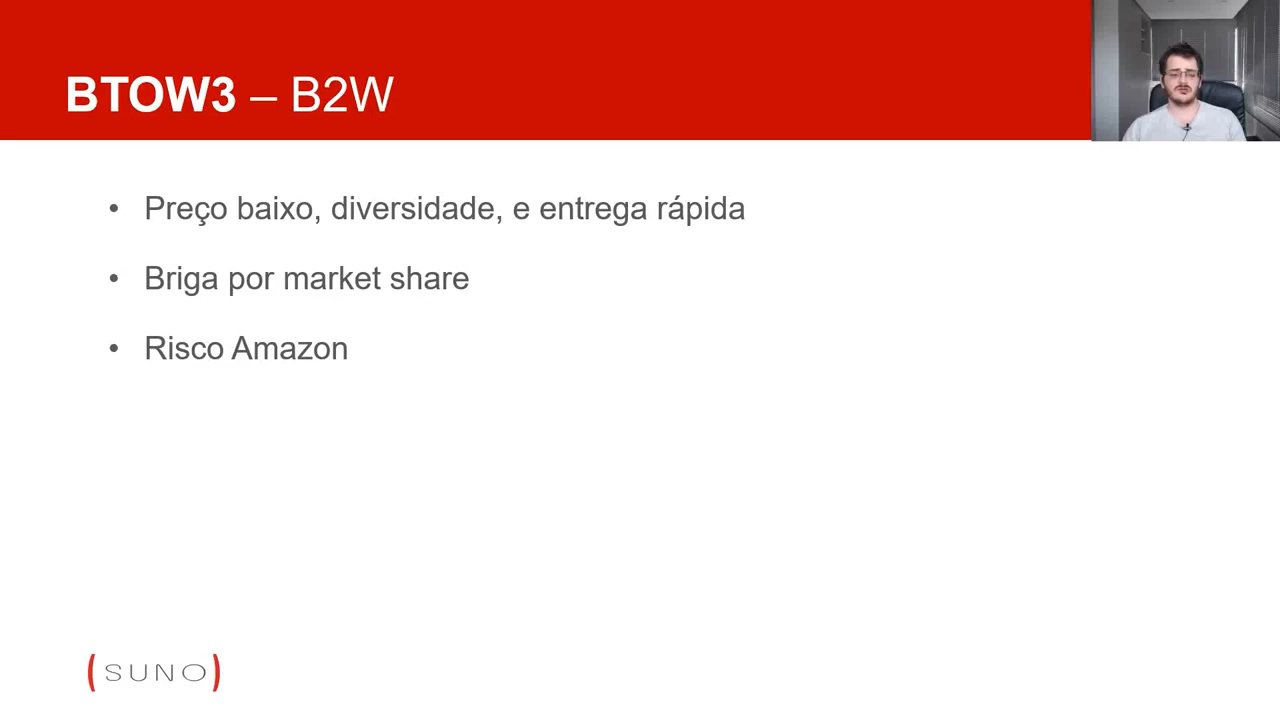 BTOW3 – B2W
• Preço baixo, diversidade, e entrega rápida
• Briga por market share
• Risco Amazon
(SUNO)